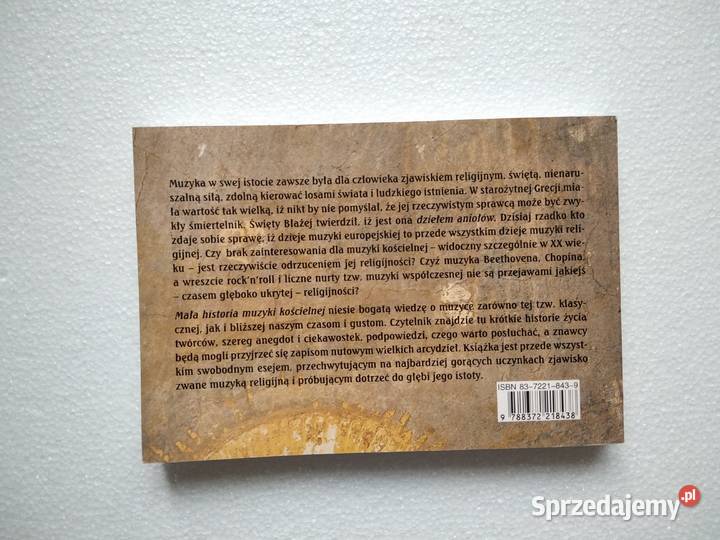 Muzyka w swej istocie zawsze była dla człowieka zjawiskiem religijnym, świętą, nienaru-
szalną siłą, zdolną kierować losami świata i ludzkiego istnienia. W starożytnej Grecji mia-
ła wartość tak wielką, iż nikt by nie pomyślał, że jej rzeczywistym sprawcą może być zwy-
kły śmiertelnik. Święty Błażej twierdził, iż jest ona dziełem aniołów. Dzisiaj rzadko kto
zdaje sobie sprawę, iż dzieje muzyki europejskiej to przede wszystkim dzieje muzyki reli-
gijnej. Czy brak zainteresowania dla muzyki kościelnej – widoczny szczególnie w XX wie-
ku – jest rzeczywiście odrzuceniem jej religijności? Czyż muzyka Beethovena, Chopina,
a wreszcie rock'n'roll i liczne nurty tzw. muzyki współczesnej nie są przejawami jakiejś
– czasem głęboko ukrytej – religijności?
Mała historia muzyki kościelnej niesie bogatą wiedzę o muzyce zarówno tej tzw. klasy-
cznej, jak i bliższej naszym czasom i gustom. Czytelnik znajdzie tu krótkie historie życia
twórców, szereg anegdot i ciekawostek, podpowiedzi, czego warto posłuchać, a znawcy
będą mogli przyjrzeć się zapisom nutowym wielkich arcydzieł. Książka jest przede wszyst-
kim swobodnym esejem, przechwytującym na najbardziej gorących uczynkach zjawisko
zwane muzyką religijną i próbującym dotrzeć do głębi jego istoty.
ISBN 83-7221-843-9
9 788372 218438
Sprzedajemy.pl